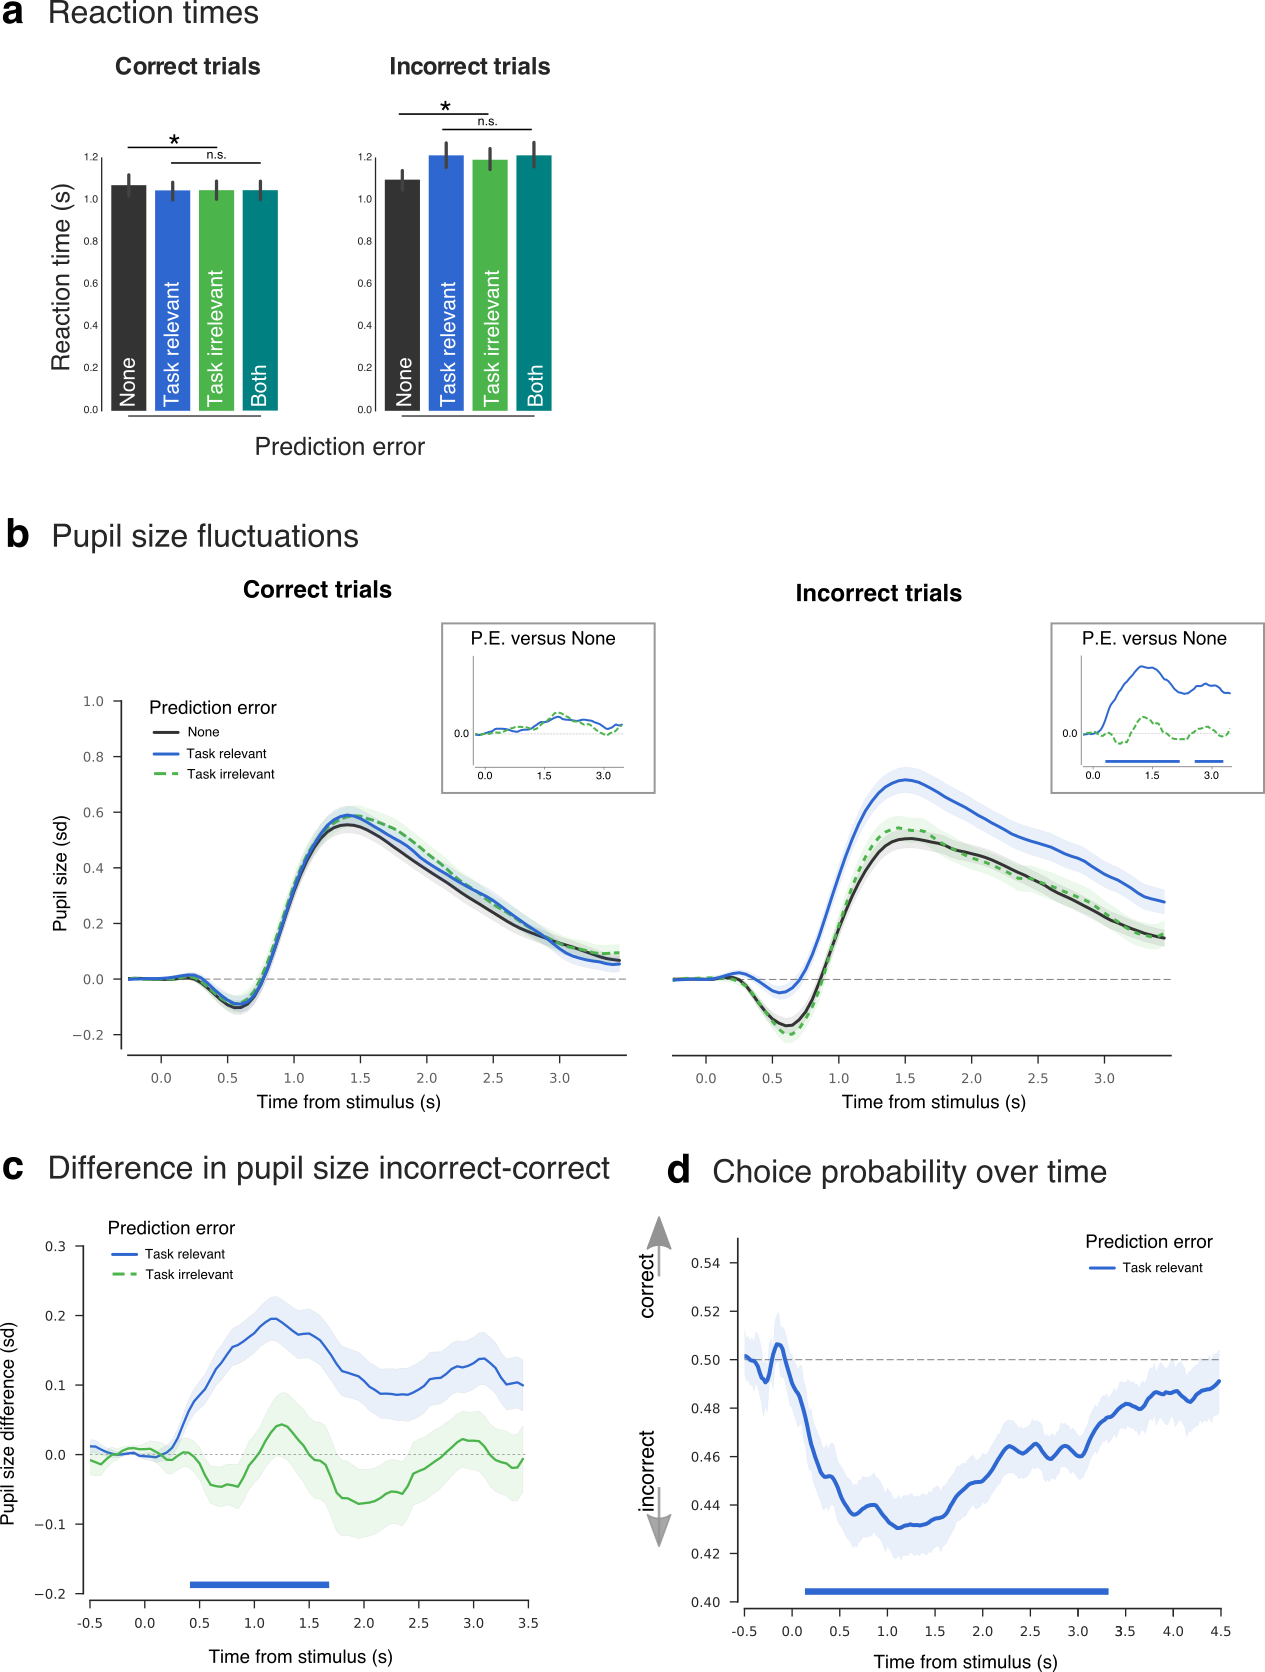 a Reaction times
Correct trials
Incorrect trials
*
n.s.
*
n.s.
Reaction time (s)
1.2
1.0
0.8
0.6
0.4
0.2
0.0
None
Task relevant
Task irrelevant
Both
1.2
1.0
0.8
0.6
0.4
0.2
0.0
None
Task relevant
Task irrelevant
Both
Prediction error
b Pupil size fluctuations
Correct trials
Incorrect trials
P.E. versus None
0.0
0.0 1.5 3.0
P.E. versus None
0.0
0.0 1.5 3.0
Prediction error
None
Task relevant
Task irrelevant
Pupil size (sd)
1.0
0.8
0.6
0.4
0.2
0.0
−0.2
0.0 0.5 1.0 1.5 2.0 2.5 3.0
Time from stimulus (s)
0.0 0.5 1.0 1.5 2.0 2.5 3.0
Time from stimulus (s)
c Difference in pupil size incorrect-correct
Prediction error
Task relevant
Task irrelevant
Pupil size difference (sd)
0.3
0.2
0.1
0.0
−0.1
−0.2
-0.5 0.0 0.5 1.0 1.5 2.0 2.5 3.0 3.5
Time from stimulus (s)
d Choice probability over time
Prediction error
Task relevant
correct
incorrect
0.54
0.52
0.50
0.48
0.46
0.44
0.42
0.40
-0.5 0.0 0.5 1.0 1.5 2.0 2.5 3.0 3.5 4.0 4.5
Time from stimulus (s)